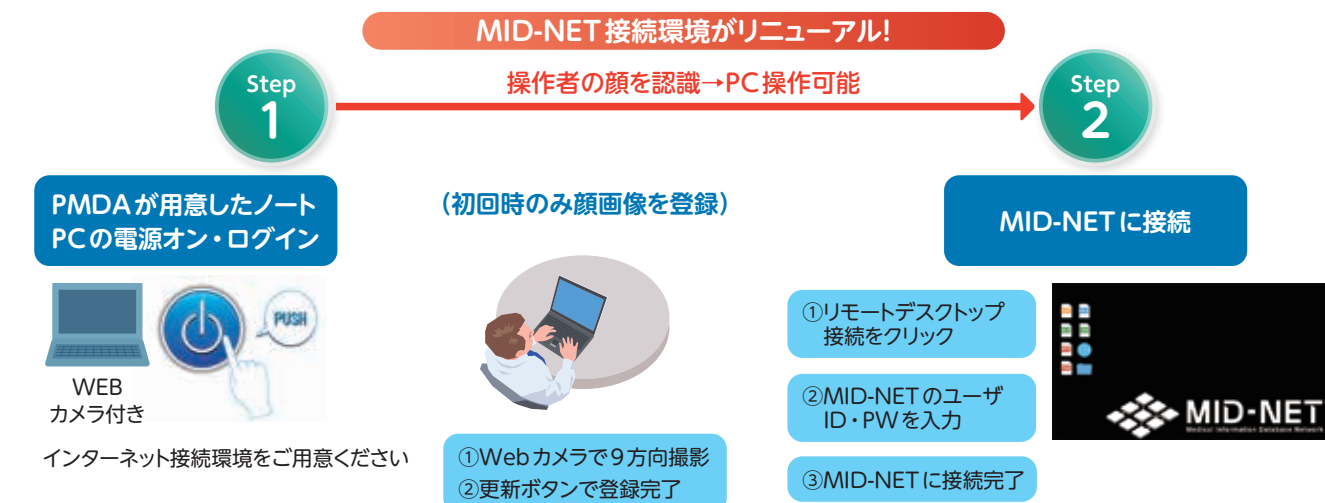 MID-NET接続環境がリニューアル!
Step
1
操作者の顔を認識→PC操作可能
Step
2
PMDAが用意したノート
PCの電源オン・ログイン
(初回時のみ顔画像を登録)
MID-NETに接続
PUSH
WEB
カメラ付き
インターネット接続環境をご用意ください
①Webカメラで9方向撮影
②更新ボタンで登録完了
①リモートデスクトップ
接続をクリック
②MID-NETのユーザ
ID・PWを入力
③MID-NETに接続完了
MID-NET
Medical Information Database Network